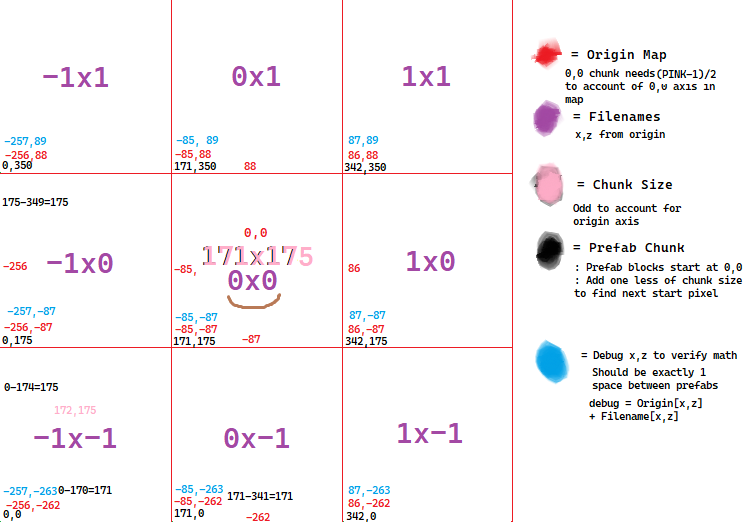 -1x1
0x1
1x1
-257,89
-256,88
0,350
-85, 89
-85,88
171,350
88
87,89
86,88
342,350
175-349=175
-256
-1x0
-257,-87
-256,-87
0,175
0,0
171x175
-85,
0x0
-85,-87
-85,-87
171,175
-87
86
1x0
87,-87
86,-87
342,175
0-174=175
172,175
-1x-1
-257,-263
0-170=171
-256,-262
0,0
0x-1
-85,-263
-85,-262
171-341=171
171,0
-262
1x-1
87,-263
86,-262
342,0
= Origin Map
0,0 chunk needs(PINK-1)/2
to account of 0,0 axis in
map
= Filenames
x,z from origin
= Chunk Size
Odd to account for
origin axis
= Prefab Chunk
: Prefab blocks start at 0,0
: Add one less of chunk size
to find next start pixel
= Debug x,z to verify math
Should be exactly 1
space between prefabs
debug = Origin[x,z]
+ Filename[x,z]